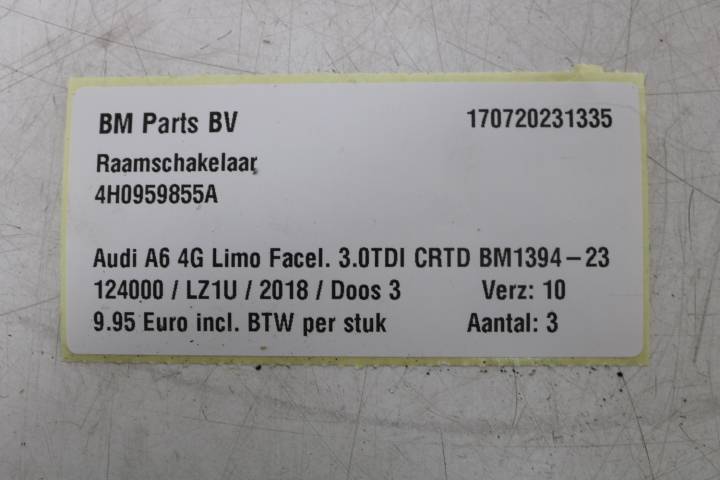 BM Parts BV 170720231335
Raamschakelaar
4H0959855A
Audi A6 4G Limo Facel. 3.0TDI CRTD BM1394-23
124000 / LZ1U / 2018 / Doos 3 Verz: 10
9.95 Euro incl. BTW per stuk Aantal: 3